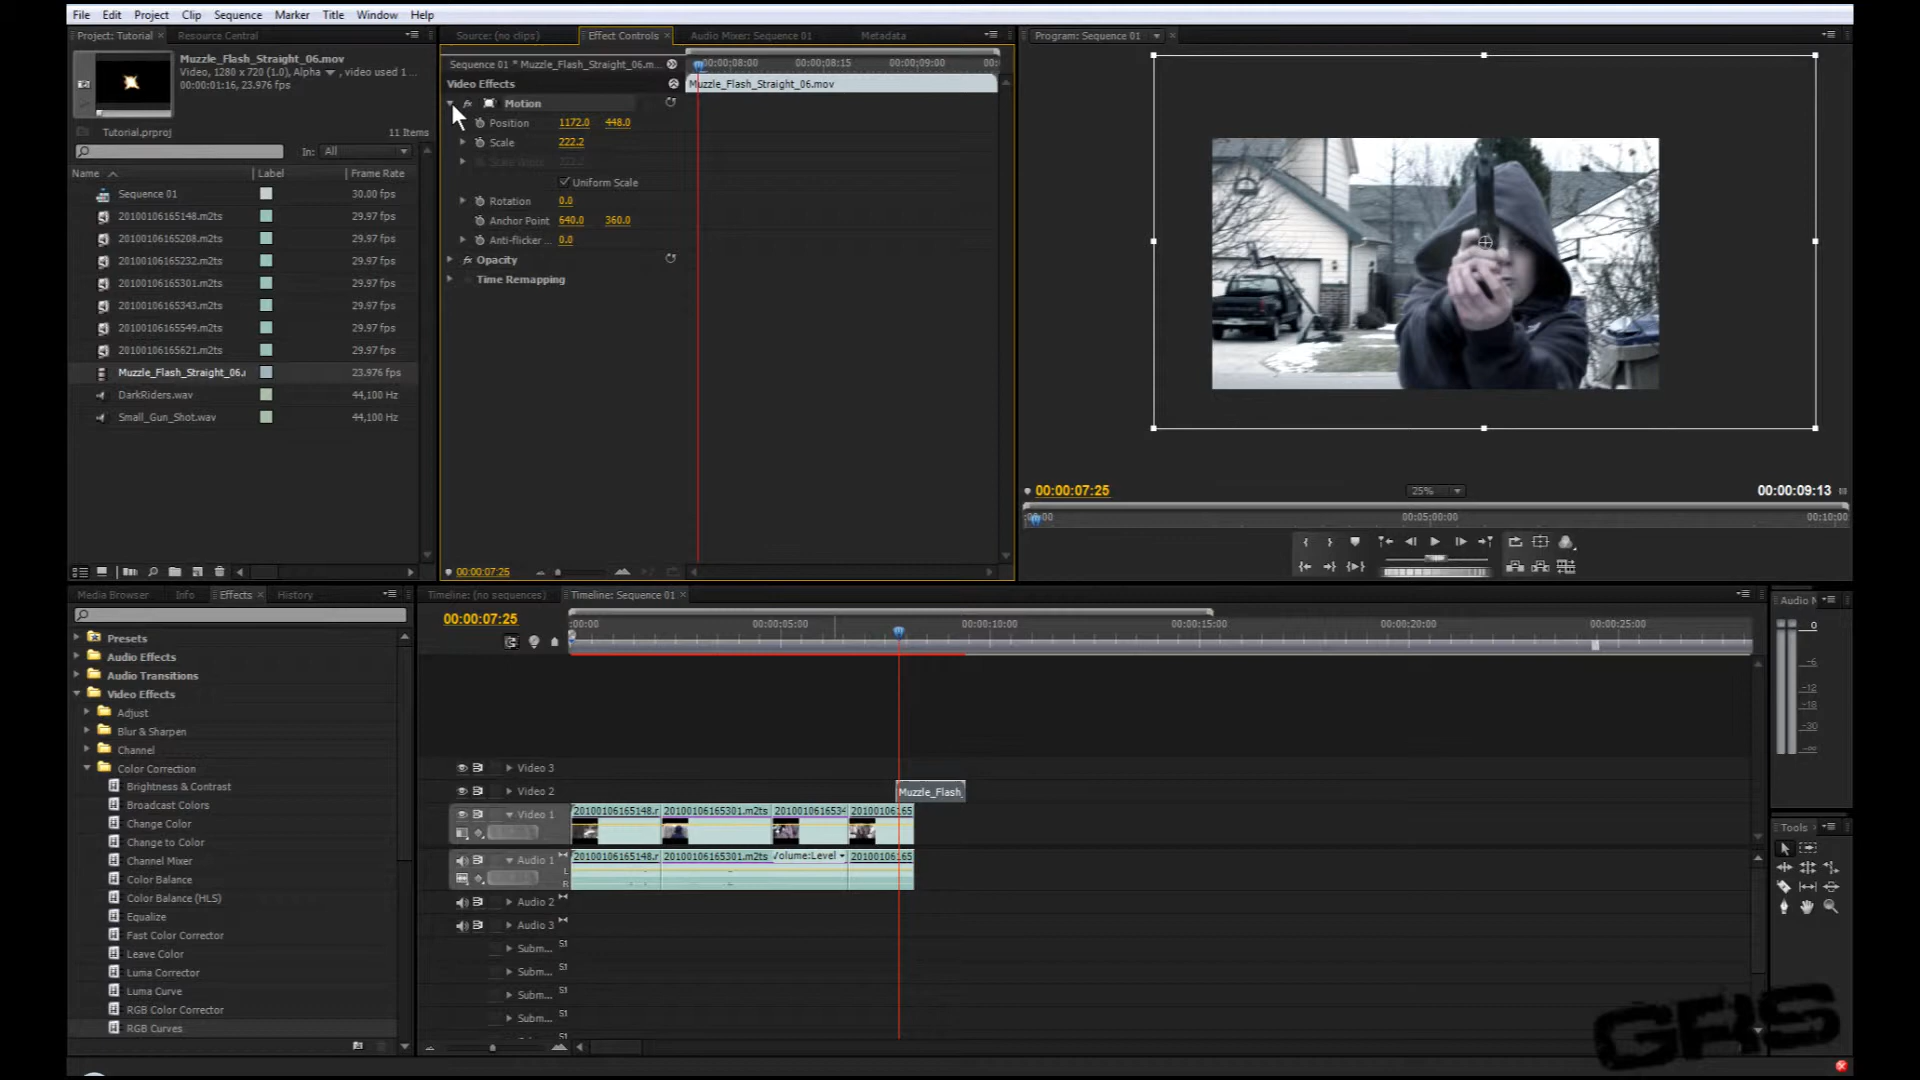 File Edit Project Clip Sequence Marker Title Window Help
Project: Tutorial Resource Central
Muzzle_Flash_Straight_06.mov
Video, 1280 x 720 (1.0), Alpha , video used 1 ...
00:00:01:16, 23.976 fps
Tutorial.prproj 11 Items
In: All
Name Label Frame Rate
Sequence 01 30.00 fps
20100106165148.m2ts 29.97 fps
20100106165208.m2ts 29.97 fps
20100106165232.m2ts 29.97 fps
20100106165301.m2ts 29.97 fps
20100106165343.m2ts 29.97 fps
20100106165549.m2ts 29.97 fps
20100106165621.m2ts 29.97 fps
Muzzle_Flash_Straight_06. 23.976 fps
DarkRiders.wav 44,100 Hz
Small_Gun_Shot.wav 44,100 Hz
Source: (no clips) Effect Controls Audio Mixer: Sequence 01 Metadata
Sequence 01 * Muzzle_Flash_Straight_06.m... 00:00:08:00 00:00:08:15 00:00:09:00 00:
Video Effects Muzzle_Flash_Straight_06.mov
fx Motion
Position 1172.0 448.0
Scale 222.2
Scale Width 222.2
Uniform Scale
Rotation 0.0
Anchor Point 640.0 360.0
Anti-flicker ... 0.0
fx Opacity
Time Remapping
00:00:07:25
Program: Sequence 01
00:00:07:25 25% 00:00:09:13
:00:00 00:05:00:00 00:10:00
Media Browser Info Effects History
Presets
Audio Effects
Audio Transitions
Video Effects
Adjust
Blur & Sharpen
Channel
Color Correction
Brightness & Contrast
Broadcast Colors
Change Color
Change to Color
Channel Mixer
Color Balance
Color Balance (HLS)
Equalize
Fast Color Corrector
Leave Color
Luma Corrector
Luma Curve
RGB Color Corrector
RGB Curves
Timeline: (no sequences) Timeline: Sequence 01
00:00:07:25 :00:00 00:00:05:00 00:00:10:00 00:00:15:00 00:00:20:00 00:00:25:00
Video 3
Video 2 Muzzle_Flash_
Video 1 20100106165148.r 20100106165301.m2ts 2010010616534 20100106165
Audio 1 20100106165148.r 20100106165301.m2ts Volume:Level 20100106165
L
R
Audio 2
Audio 3
Subm... S1
Subm... S1
Subm... S1
Subm... S1
S1
Audio
0
-6
-12
-18
-30
-∞
Tools
GRS